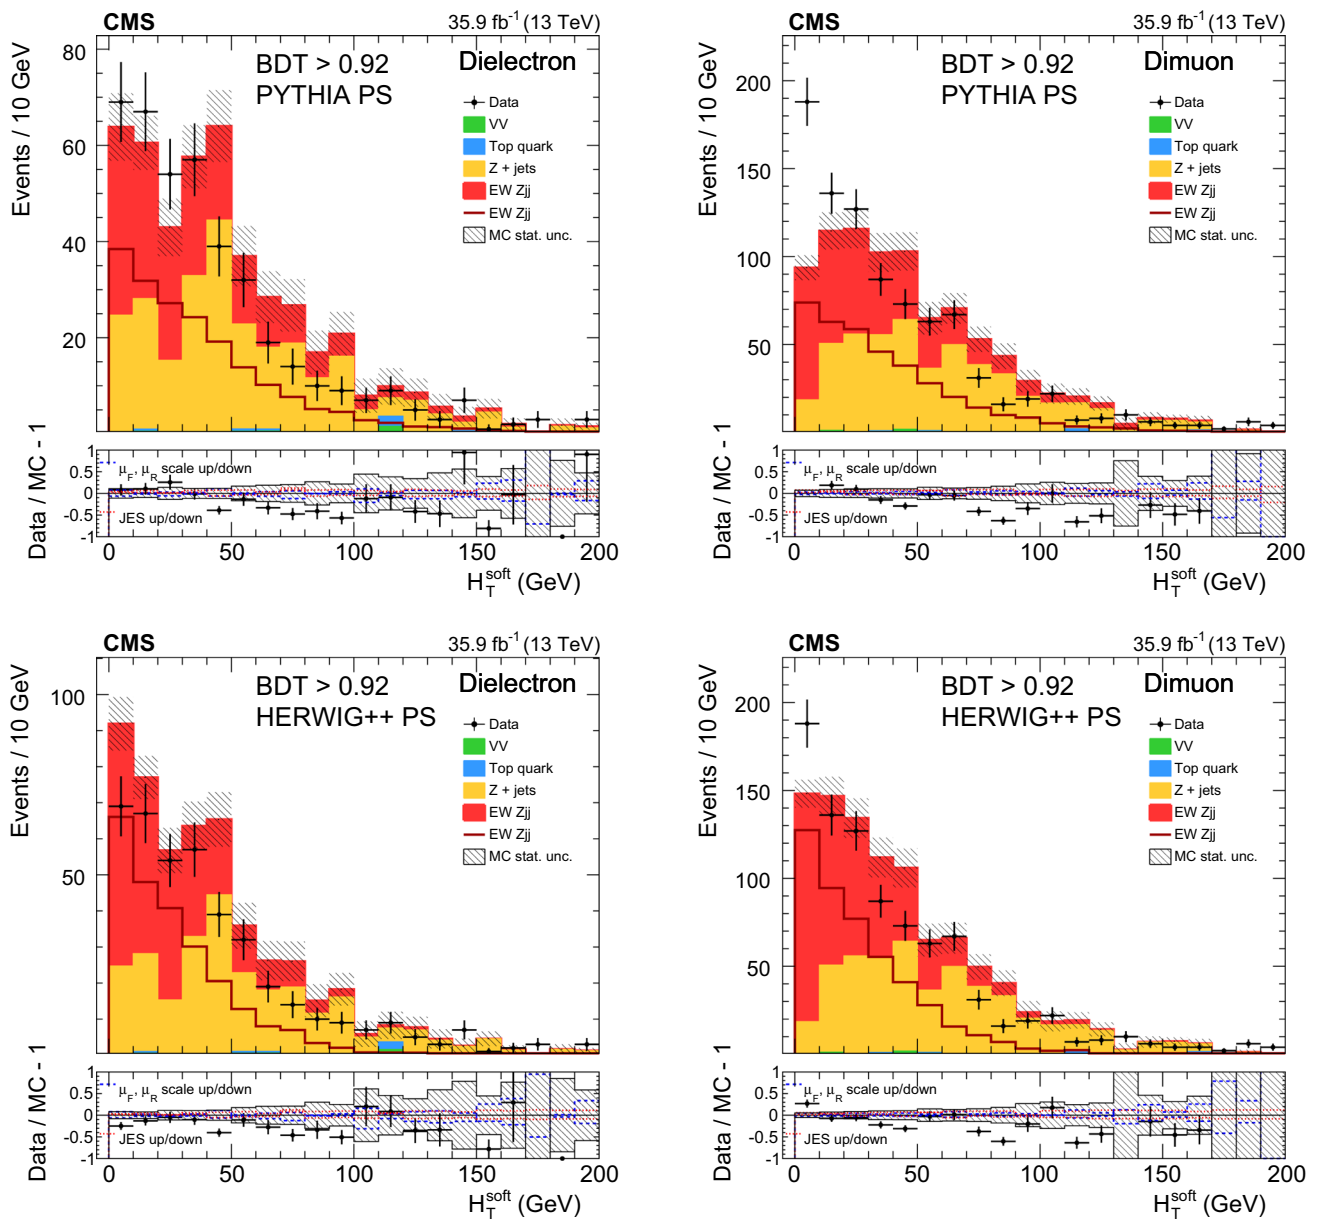 CMS 35.9 fb⁻¹ (13 TeV)
Events / 10 GeV
80
60
40
20
BDT > 0.92
PYTHIA PS
Dielectron
Data
VV
Top quark
Z + jets
EW Zjj
EW Zjj
MC stat. unc.
Data / MC - 1
1
0.5
0
-0.5
-1
μF, μR scale up/down
JES up/down
0 50 100 150 200
H_T^soft (GeV)
CMS 35.9 fb⁻¹ (13 TeV)
Events / 10 GeV
200
150
100
50
BDT > 0.92
PYTHIA PS
Dimuon
Data
VV
Top quark
Z + jets
EW Zjj
EW Zjj
MC stat. unc.
Data / MC - 1
1
0.5
0
-0.5
-1
μF, μR scale up/down
JES up/down
0 50 100 150 200
H_T^soft (GeV)
CMS 35.9 fb⁻¹ (13 TeV)
Events / 10 GeV
100
50
BDT > 0.92
HERWIG++ PS
Dielectron
Data
VV
Top quark
Z + jets
EW Zjj
EW Zjj
MC stat. unc.
Data / MC - 1
1
0.5
0
-0.5
-1
μF, μR scale up/down
JES up/down
0 50 100 150 200
H_T^soft (GeV)
CMS 35.9 fb⁻¹ (13 TeV)
Events / 10 GeV
200
150
100
50
BDT > 0.92
HERWIG++ PS
Dimuon
Data
VV
Top quark
Z + jets
EW Zjj
EW Zjj
MC stat. unc.
Data / MC - 1
1
0.5
0
-0.5
-1
μF, μR scale up/down
JES up/down
0 50 100 150 200
H_T^soft (GeV)